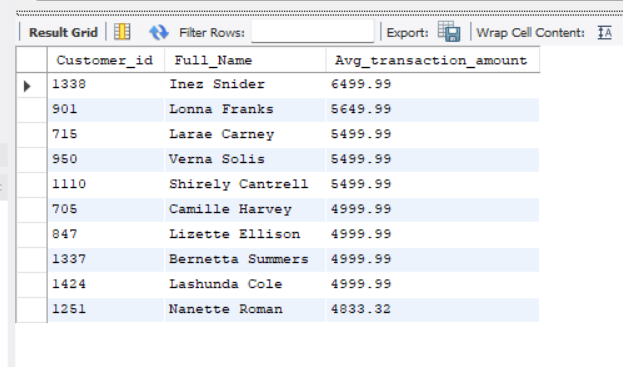 Result Grid Filter Rows: Export: Wrap Cell Content: IA
Customer_id Full_Name Avg_transaction_amount
1338 Inez Snider 6499.99
901 Lonna Franks 5649.99
715 Larae Carney 5499.99
950 Verna Solis 5499.99
1110 Shirely Cantrell 5499.99
705 Camille Harvey 4999.99
847 Lizette Ellison 4999.99
1337 Bernetta Summers 4999.99
1424 Lashunda Cole 4999.99
1251 Nanette Roman 4833.32